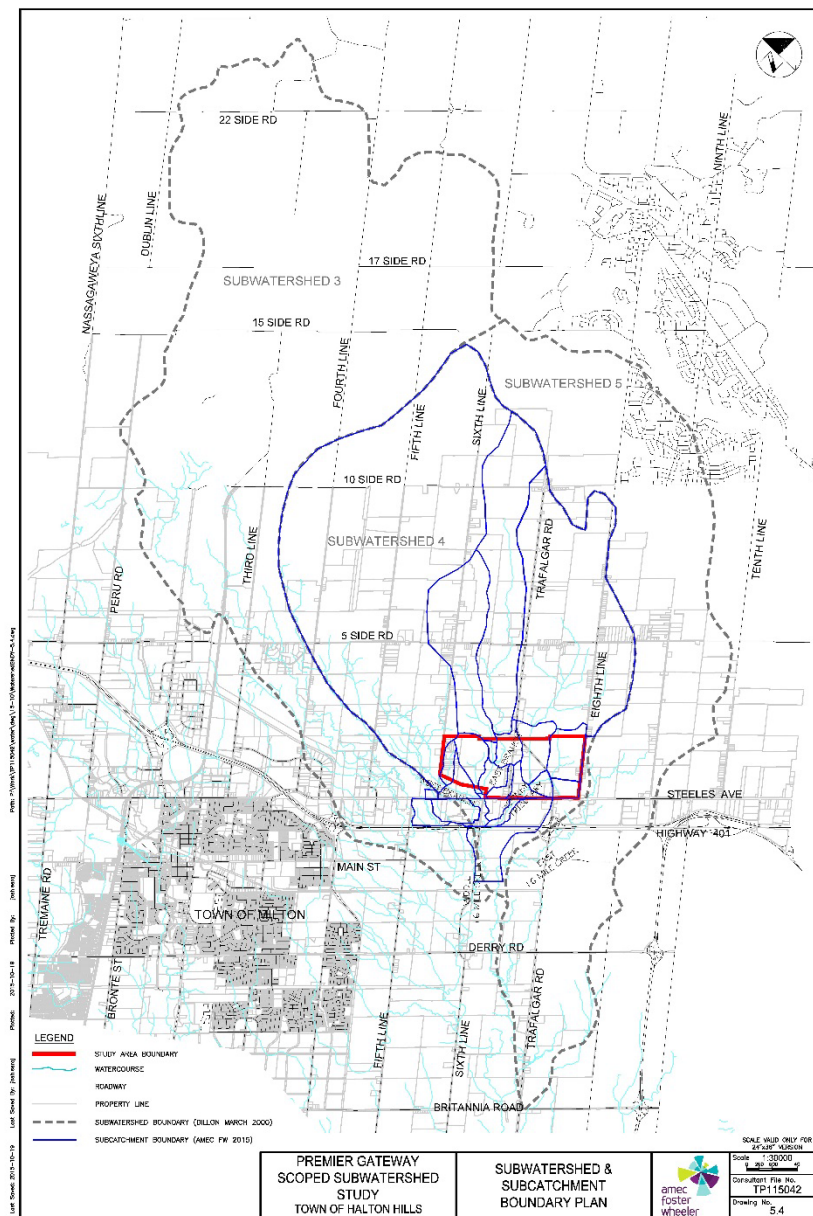 22 SIDE RD
NINTH LINE
DUBLIN LINE
NASSAGAWEYA SIXTHLINE
17 SIDE RD
SUBWATERSHED 3
15 SIDE RD
FOURTH LINE
SUBWATERSHED 5
FIFTH LINE
SIXTH LINE
10 SIDE RD
TRAFALGAR RD
SUBWATERSHED 4
THIRD LINE
TENTH LINE
PERU RD
5 SIDE RD
EIGHTH LINE
STEELES AVE
HIGHWAY 401
MAIN ST
EAST
TREMAINE RD
TOWN OF MILTON
DERRY RD
BRONTE ST
TRAFALGAR RD
FIFTH LINE
SIXTH LINE
BRITANNIA ROAD
LEGEND
STUDY AREA BOUNDARY
WATERCOURSE
ROADWAY
PROPERTY LINE
SUBWATERSHED BOUNDARY (DILLON MARCH 2000)
SUBCATCHMENT BOUNDARY (AMEC FW 2015)
PREMIER GATEWAY
SCOPED SUBWATERSHED
STUDY
TOWN OF HALTON HILLS
SUBWATERSHED &
SUBCATCHMENT
BOUNDARY PLAN
amec
foster
wheeler
SCALE VALID ONLY FOR
24"x36" VERSION
Scale 1:30000
Consultant File No.
TP115042
Drawing No.
5.4